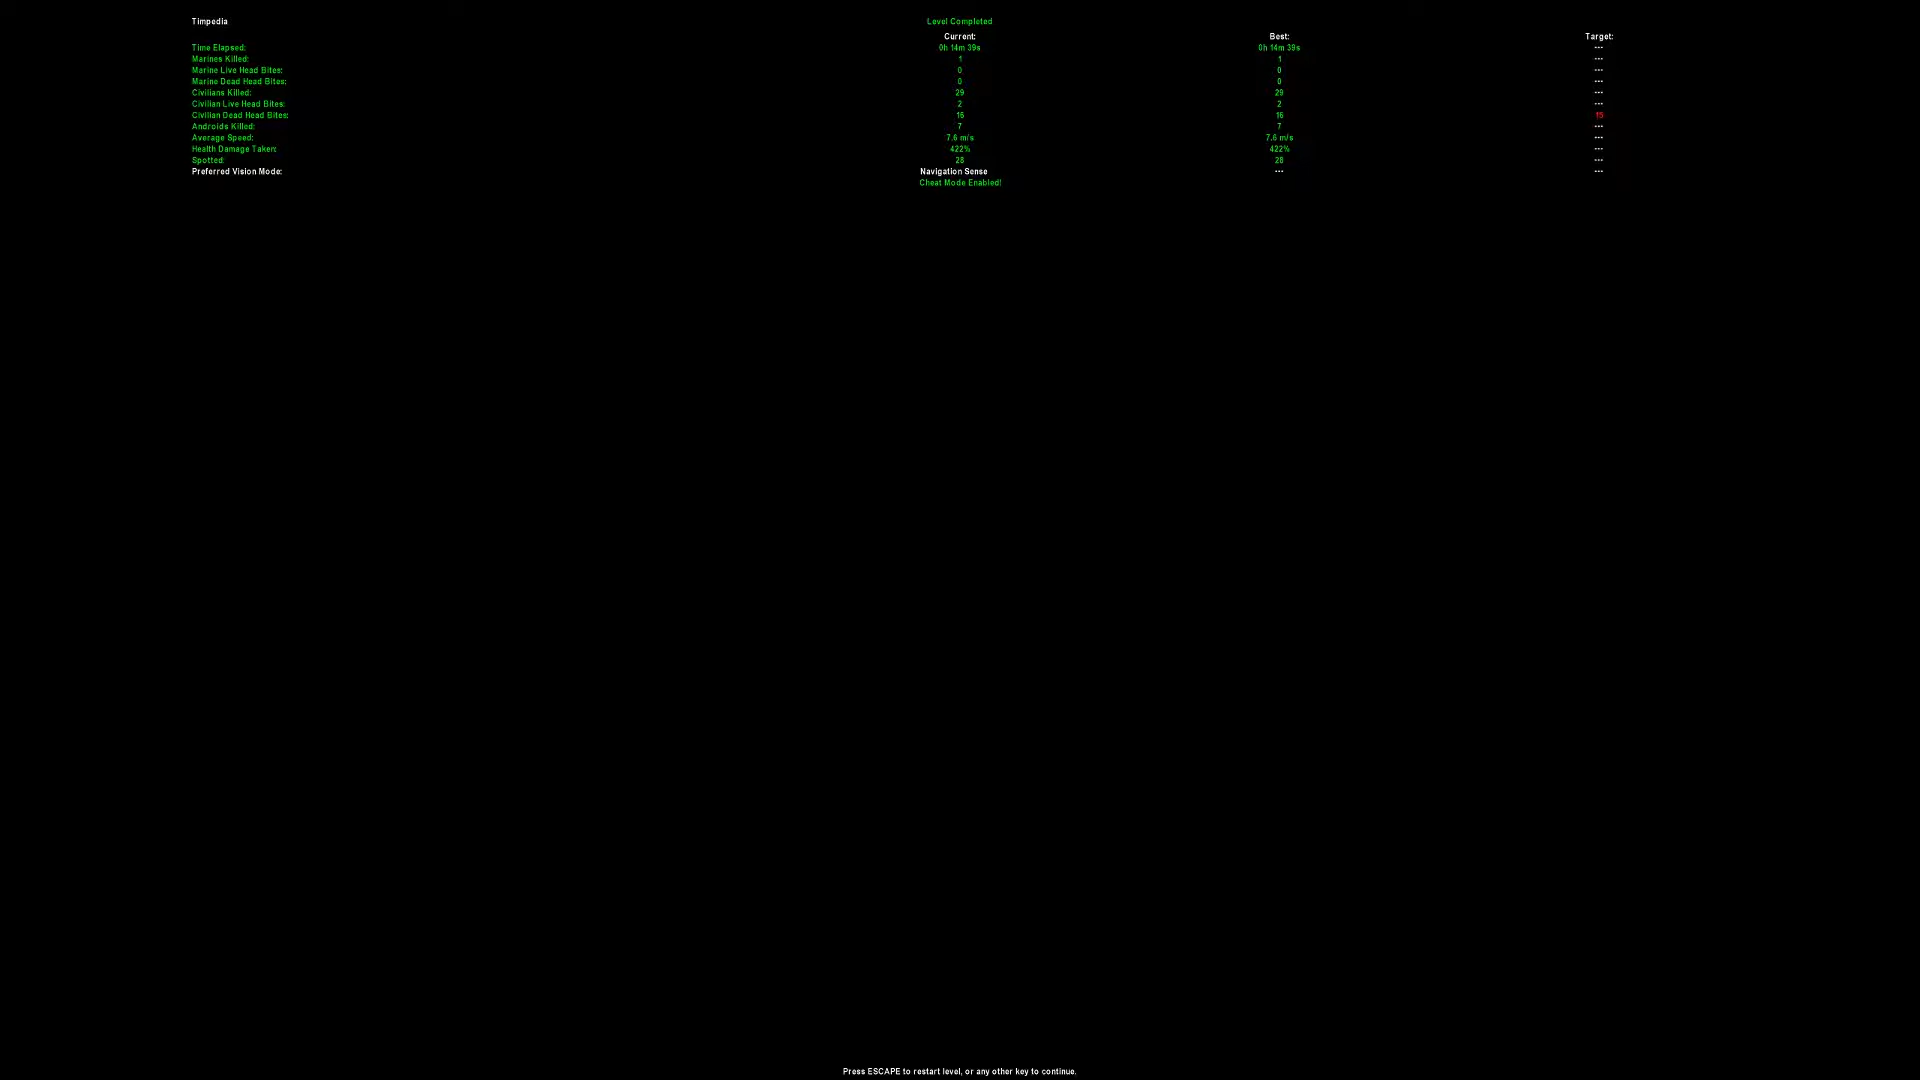 Timpedia Level Completed
Current: Best: Target:
Time Elapsed: 0h 14m 39s 0h 14m 39s ---
Marines Killed: 1 1 ---
Marine Live Head Bites: 0 0 ---
Marine Dead Head Bites: 0 0 ---
Civilians Killed: 29 29 ---
Civilian Live Head Bites: 2 2 ---
Civilian Dead Head Bites: 16 16 15
Androids Killed: 7 7 ---
Average Speed: 7.6 m/s 7.6 m/s ---
Health Damage Taken: 422% 422% ---
Spotted: 28 28 ---
Preferred Vision Mode: Navigation Sense --- ---
Cheat Mode Enabled!
Press ESCAPE to restart level, or any other key to continue.